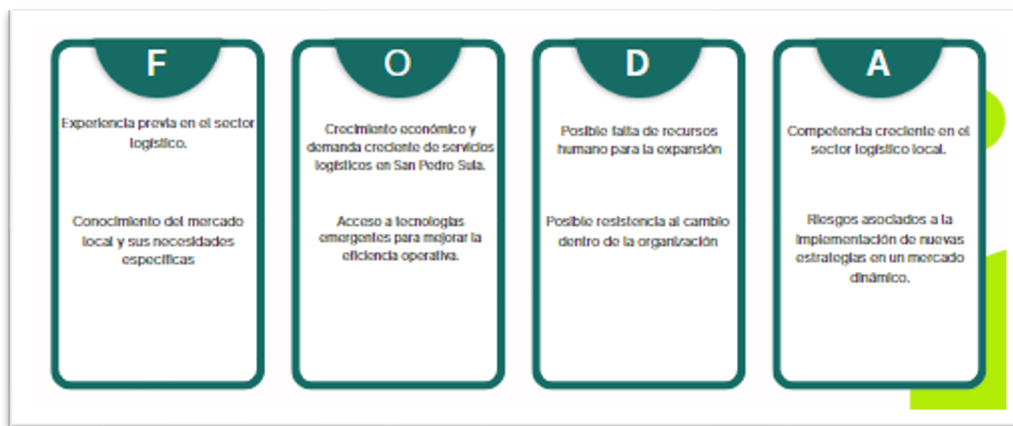 F
Experiencia previa en el sector
logístico.
Conocimiento del mercado
local y sus necesidades
específicas
O
Crecimiento económico y
demanda creciente de servicios
logísticos en San Pedro Sula.
Acceso a tecnologías
emergentes para mejorar la
eficiencia operativa.
D
Posible falta de recursos
humano para la expansión
Posible resistencia al cambio
dentro de la organización
A
Competencia creciente en el
sector logístico local.
Riesgos asociados a la
implementación de nuevas
estrategias en un mercado
dinámico.